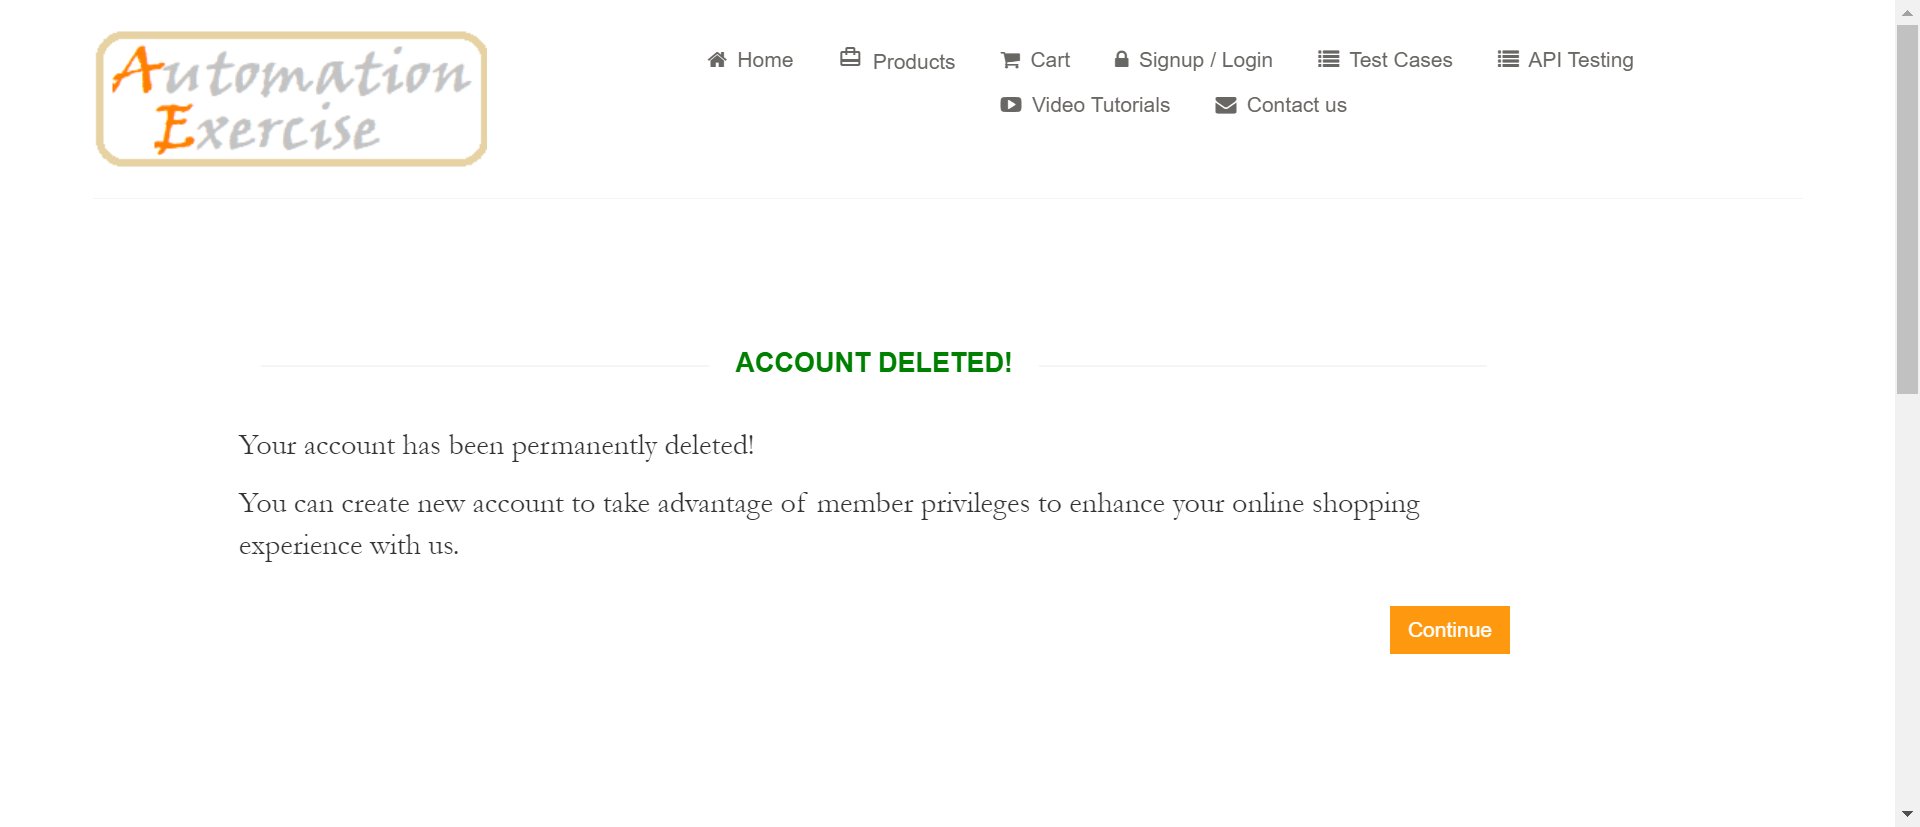 Automation
Exercise
Home Products Cart Signup / Login Test Cases API Testing
Video Tutorials Contact us
ACCOUNT DELETED!
Your account has been permanently deleted!
You can create new account to take advantage of member privileges to enhance your online shopping
experience with us.
Continue